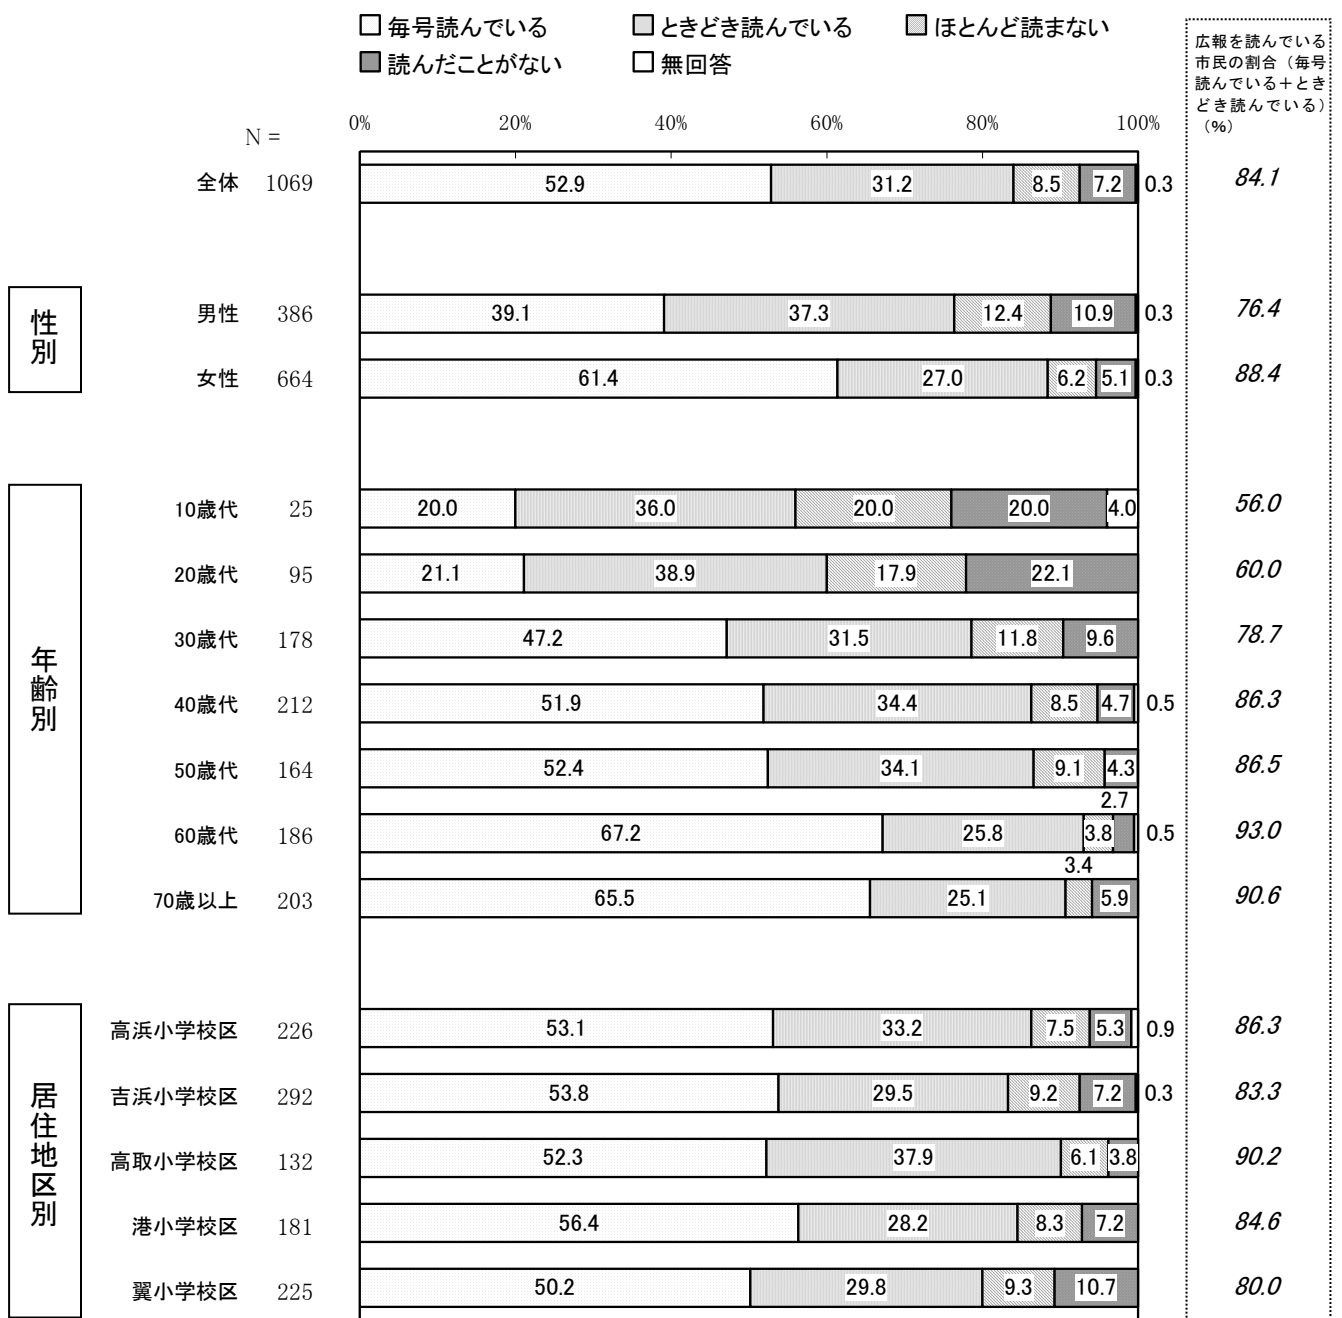 毎号読んでいる ときどき読んでいる ほとんど読まない
読んだことがない 無回答
広報を読んでいる
市民の割合（毎号
読んでいる＋とき
どき読んでいる）
（%）
N = 0% 20% 40% 60% 80% 100%
全体 1069 52.9 31.2 8.5 7.2 0.3 84.1
性別
男性 386 39.1 37.3 12.4 10.9 0.3 76.4
女性 664 61.4 27.0 6.2 5.1 0.3 88.4
年齢別
10歳代 25 20.0 36.0 20.0 20.0 4.0 56.0
20歳代 95 21.1 38.9 17.9 22.1 60.0
30歳代 178 47.2 31.5 11.8 9.6 78.7
40歳代 212 51.9 34.4 8.5 4.7 0.5 86.3
50歳代 164 52.4 34.1 9.1 4.3 86.5
2.7
60歳代 186 67.2 25.8 3.8 0.5 93.0
3.4
70歳以上 203 65.5 25.1 5.9 90.6
居住地区別
高浜小学校区 226 53.1 33.2 7.5 5.3 0.9 86.3
吉浜小学校区 292 53.8 29.5 9.2 7.2 0.3 83.3
高取小学校区 132 52.3 37.9 6.1 3.8 90.2
港小学校区 181 56.4 28.2 8.3 7.2 84.6
翼小学校区 225 50.2 29.8 9.3 10.7 80.0